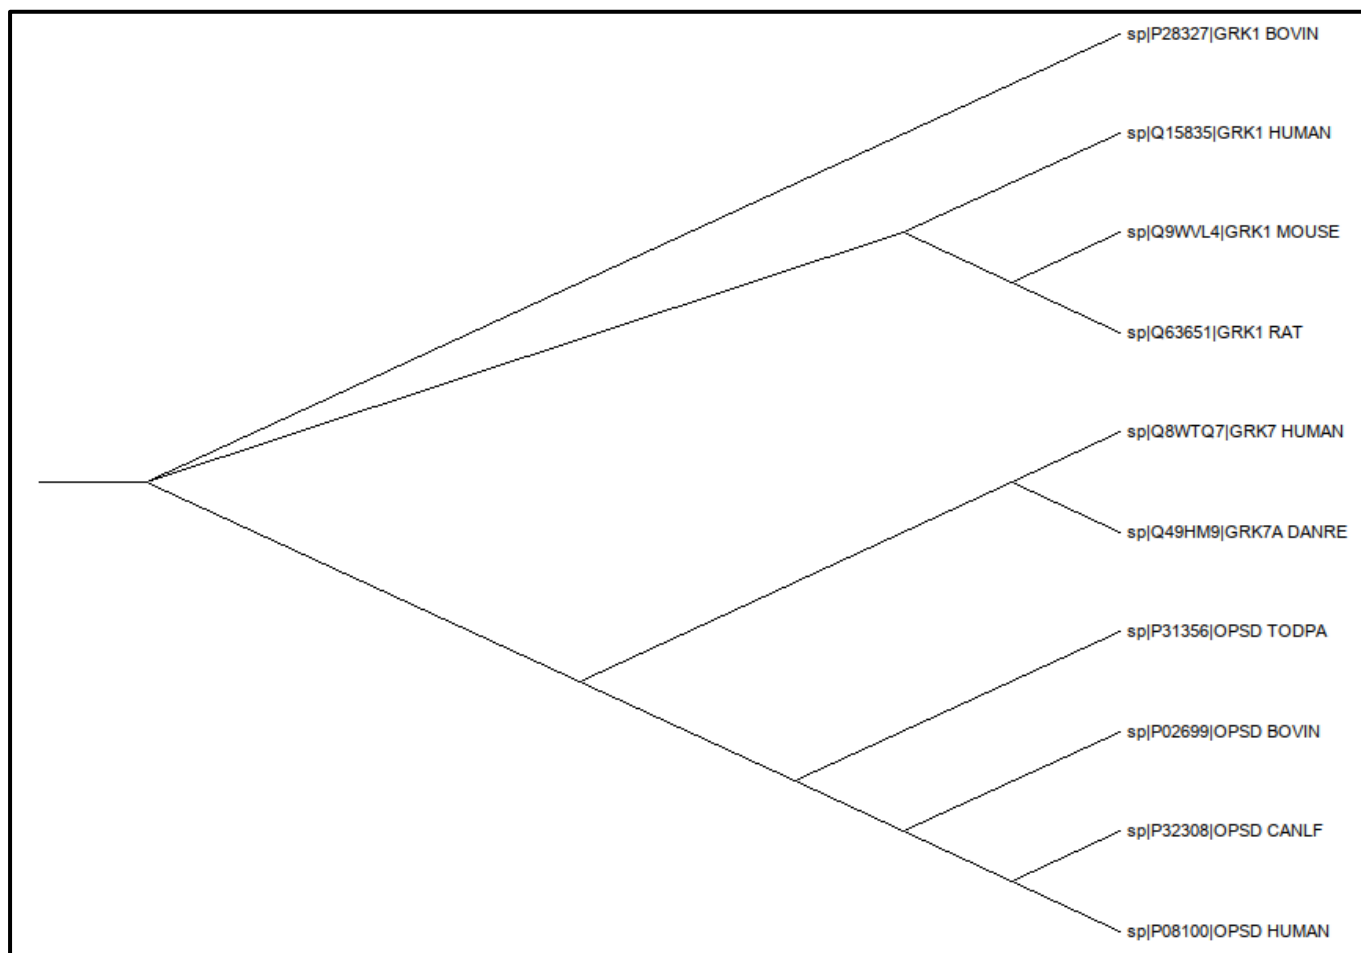 sp|P28327|GRK1 BOVIN
sp|Q15835|GRK1 HUMAN
sp|Q9WVL4|GRK1 MOUSE
sp|Q63651|GRK1 RAT
sp|Q8WTQ7|GRK7 HUMAN
sp|Q49HM9|GRK7A DANRE
sp|P31356|OPSD TODPA
sp|P02699|OPSD BOVIN
sp|P32308|OPSD CANLF
sp|P08100|OPSD HUMAN